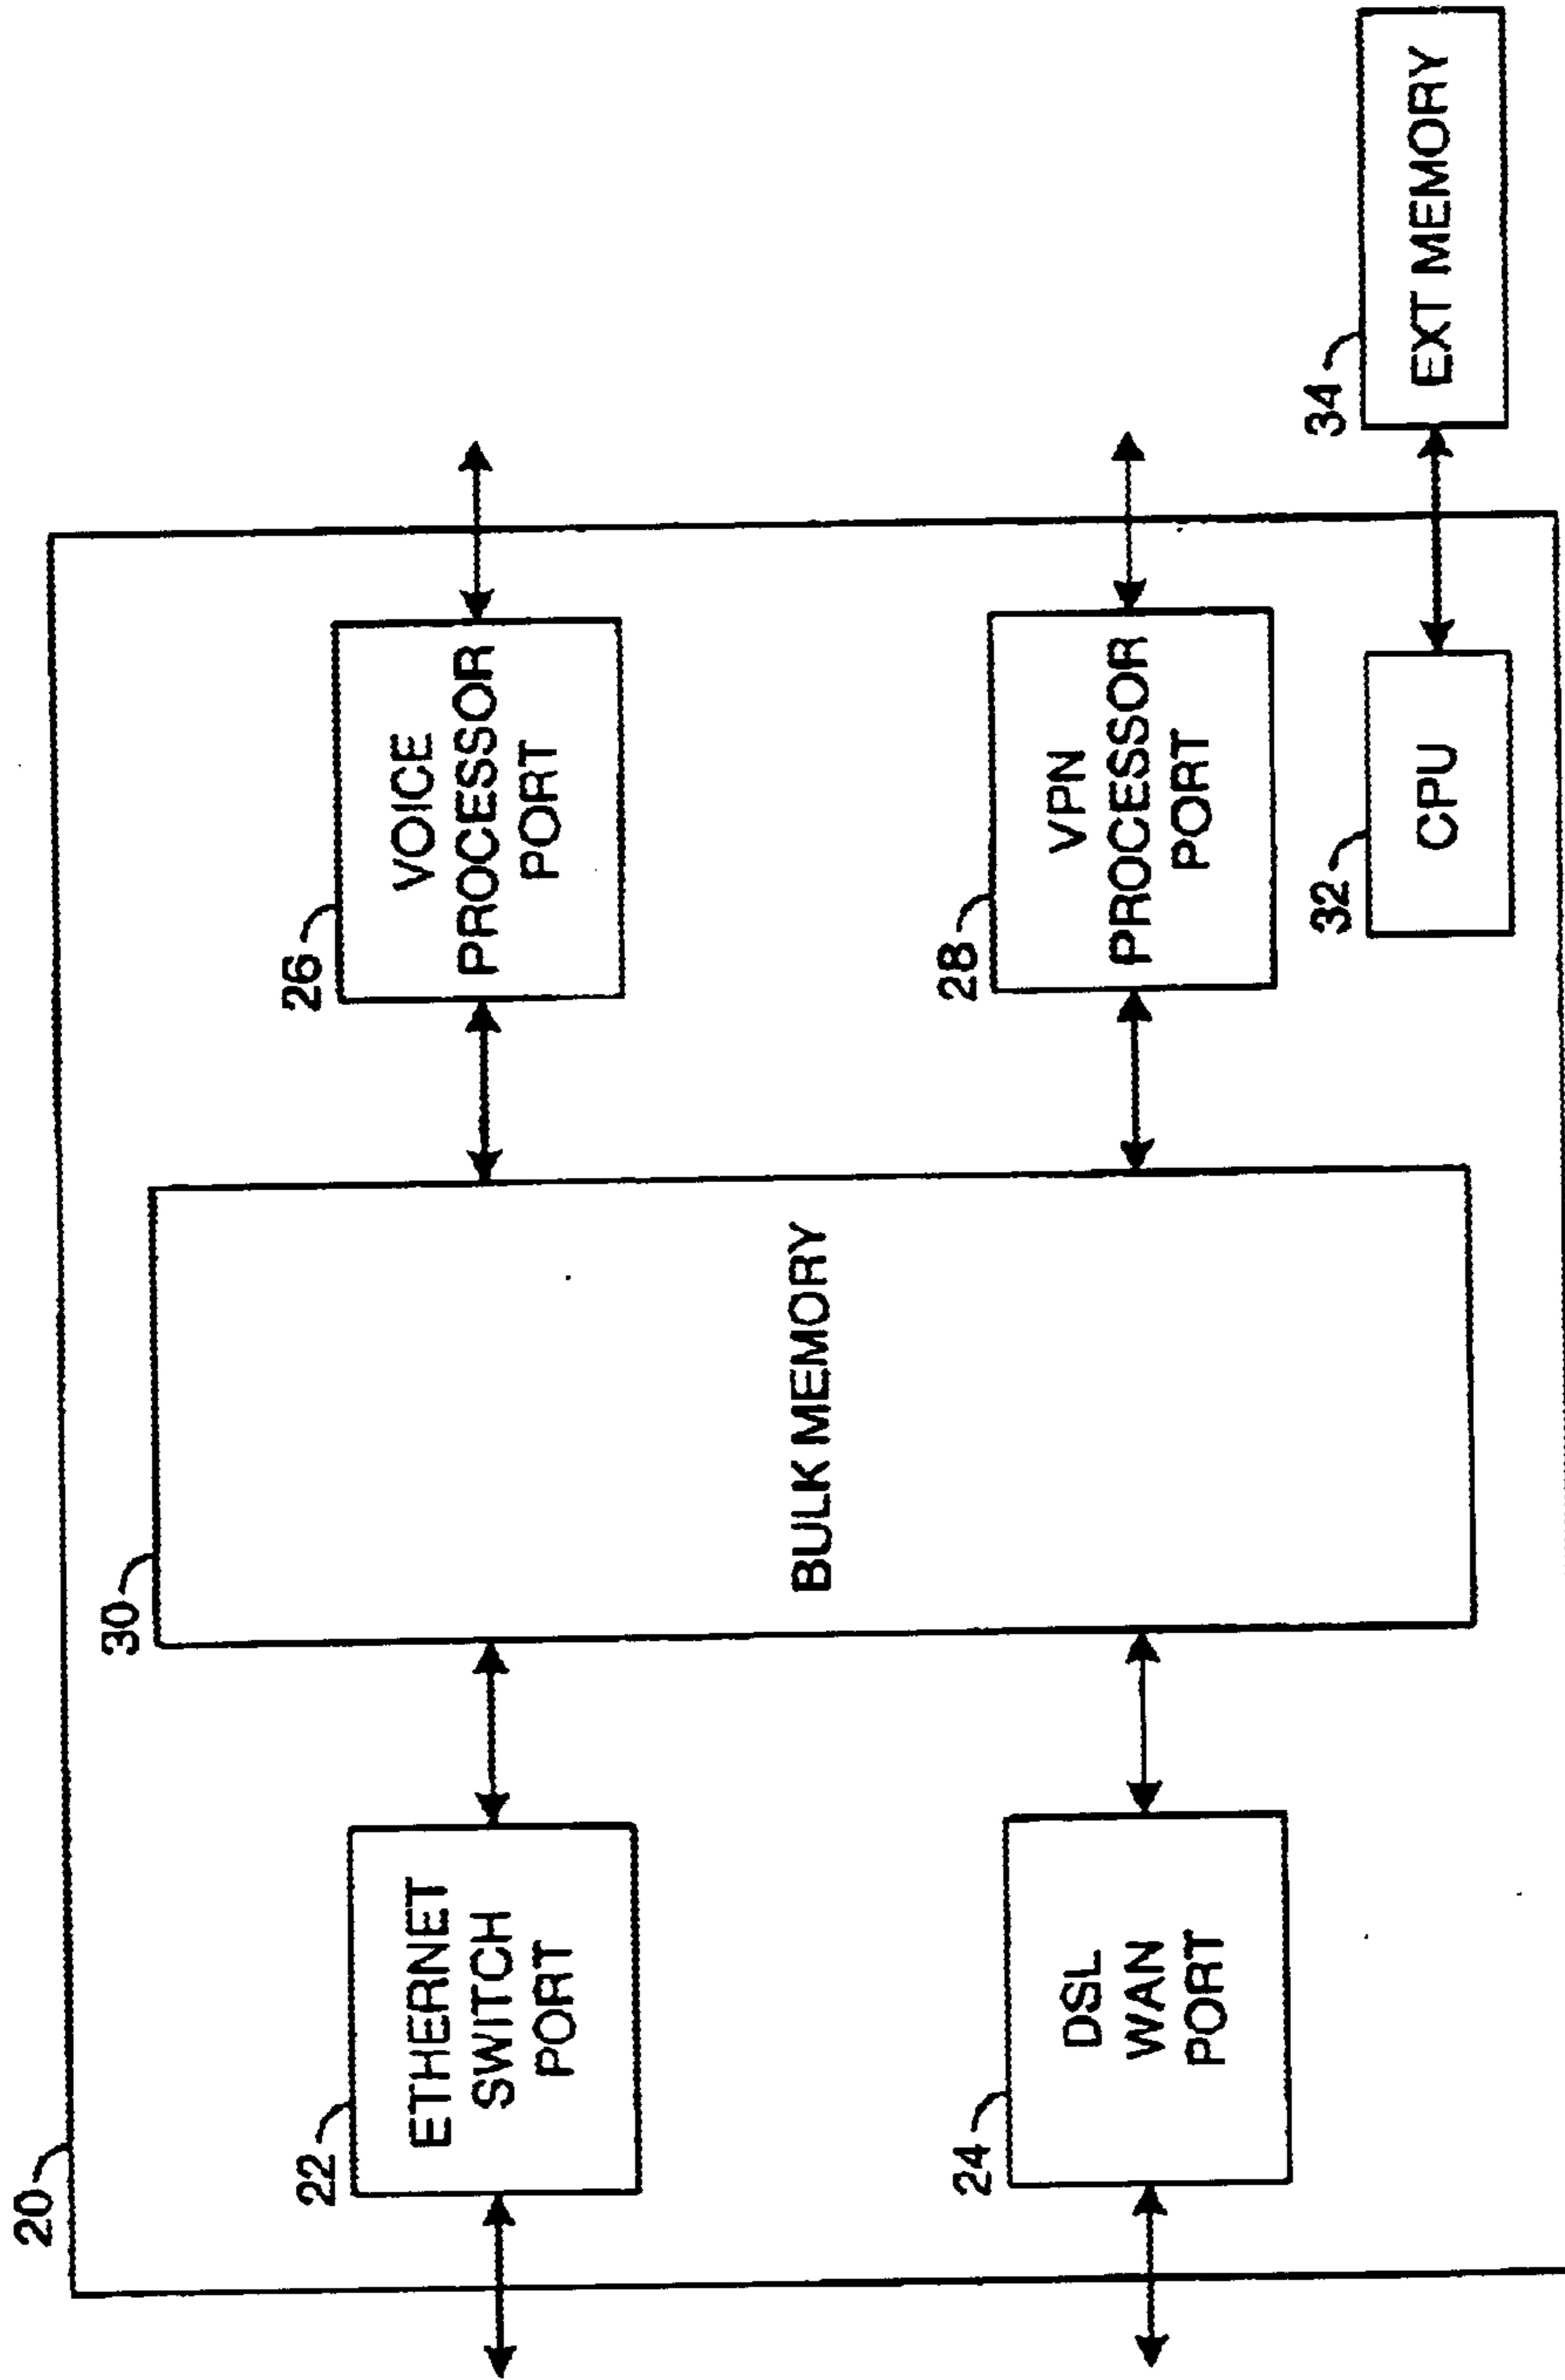 20
22
ETHERNET
SWITCH
PORT
24
DSL
WAN
PORT
30
BULK MEMORY
26
VOICE
PROCESSOR
PORT
28
VPN
PROCESSOR
PORT
32
CPU
34
EXT MEMORY